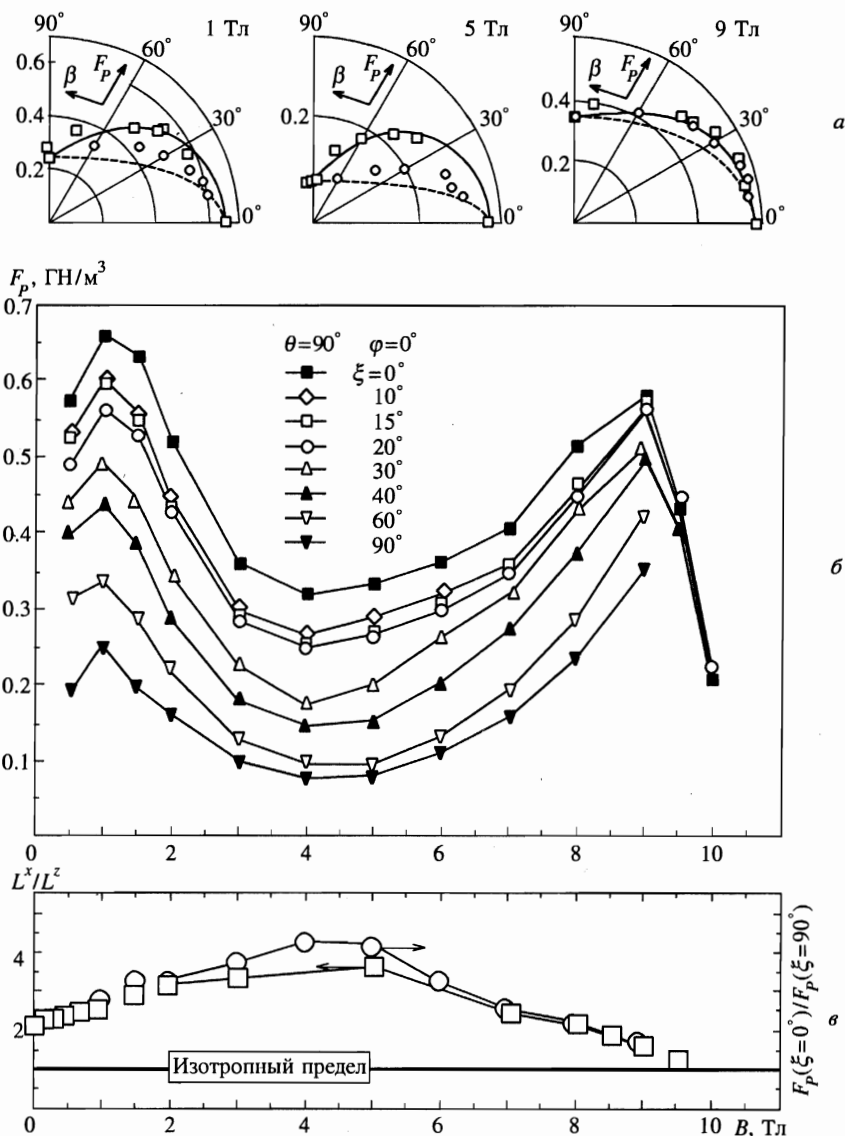 90° 1 Тл 90° 5 Тл 90° 9 Тл
0.6 60° 60° 60°
β F_P β F_P β F_P
0.4 30° 0.2 30° 0.4 30° а
0.2 0.2
0° 0° 0°
F_P, ГН/м³
0.7
θ=90° φ=0°
0.6 ξ=0°
10°
15°
0.5 20°
30°
0.4 40°
60°
90° б
0.3
0.2
0.1
0 2 4 6 8 10
L^x/L^z
4
2
Изотропный предел
F_P(ξ=0°)/F_P(ξ=90°) в
0 2 4 6 8 10 B, Тл